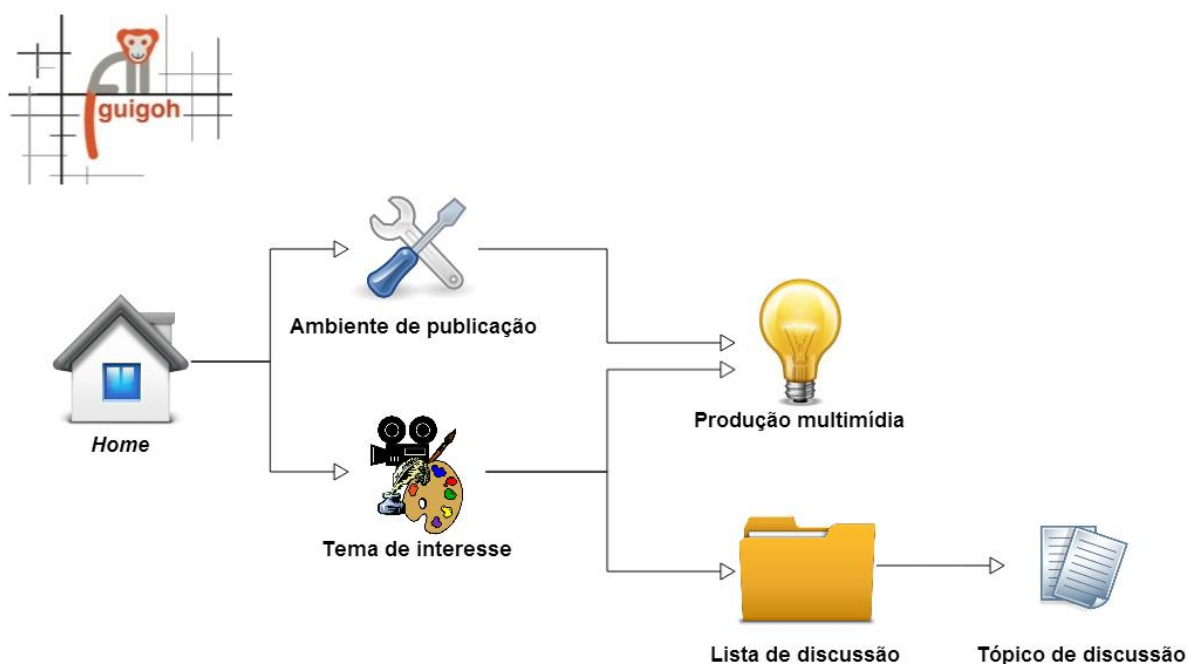 guigoh
Ambiente de publicação
Home
Produção multimídia
Tema de interesse
Lista de discussão
Tópico de discussão